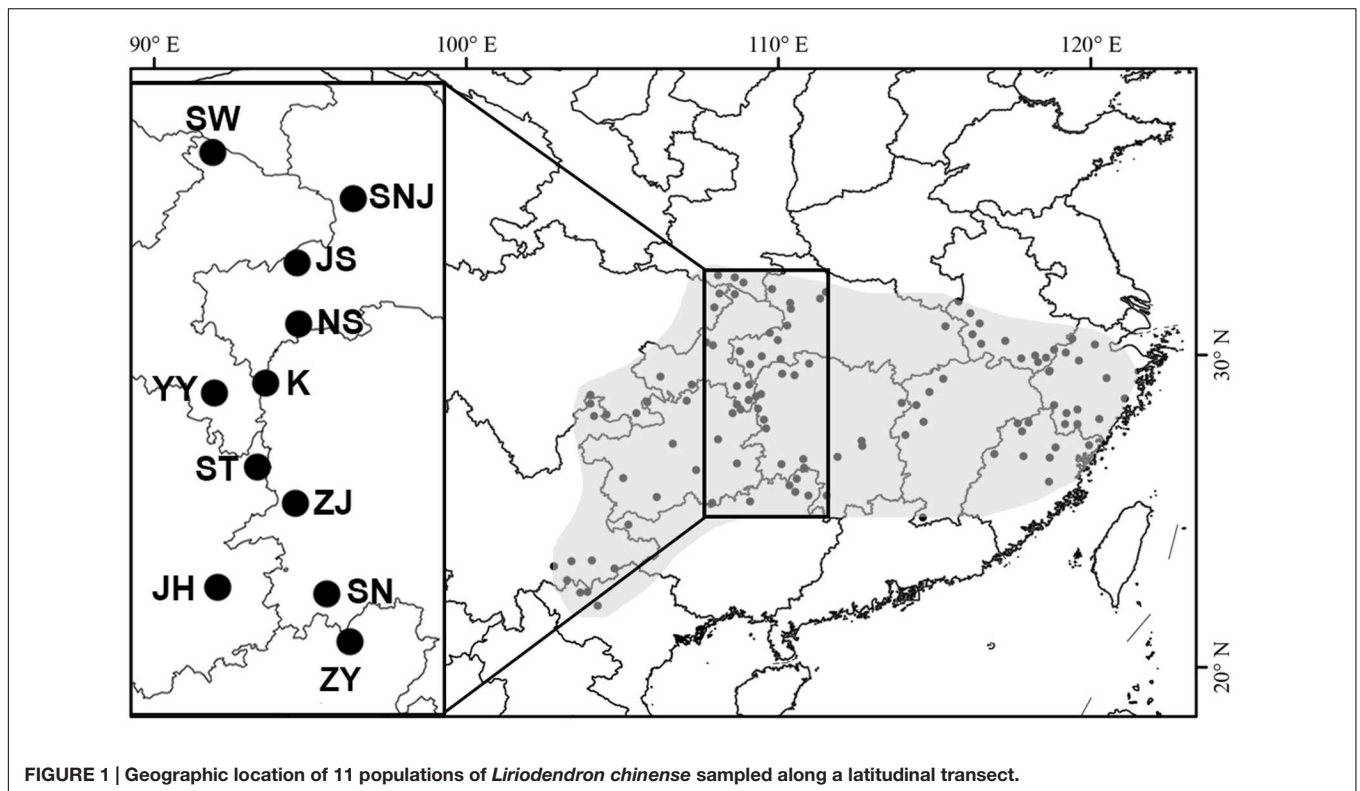 90° E 100° E 110° E 120° E
SW
SNJ
JS
NS
30° N
YY K
ST
ZJ
JH SN
ZY
20° N
FIGURE 1 | Geographic location of 11 populations of Liriodendron chinense sampled along a latitudinal transect.